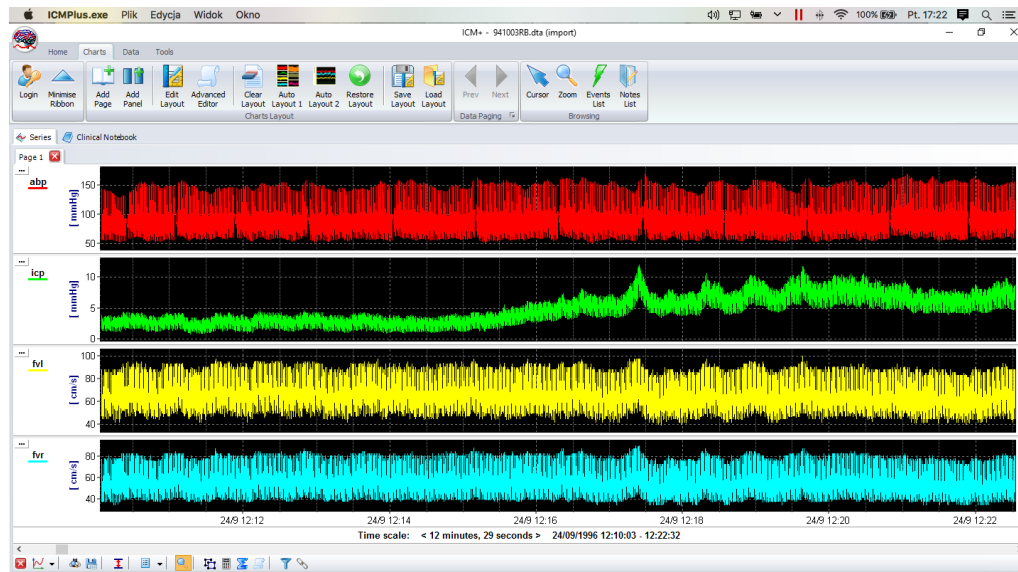 ICMPlus.exe Plik Edycja Widok Okno 100% Pt. 17:22
ICM+ - 941003RB.dta (import)
Home Charts Data Tools
Login Minimise Ribbon Add Page Add Panel Edit Layout Advanced Editor Clear Layout Auto Layout 1 Auto Layout 2 Restore Layout Save Layout Load Layout Prev Next Cursor Zoom Events List Notes List
Charts Layout Data Paging Browsing
Series Clinical Notebook
Page 1
abp
[ mmHg]
150
100
50
icp
[ mmHg]
10
5
0
fvl
[ cm/s]
100
80
60
40
fvr
[ cm/s]
80
60
40
24/9 12:12 24/9 12:14 24/9 12:16 24/9 12:18 24/9 12:20 24/9 12:22
Time scale: < 12 minutes, 29 seconds > 24/09/1996 12:10:03 - 12:22:32